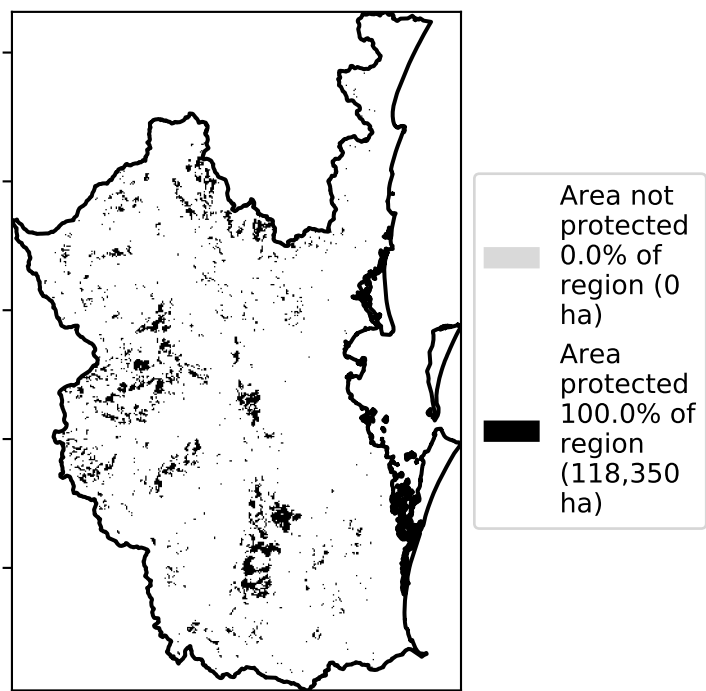 Area not
protected
0.0% of
region (0
ha)
Area
protected
100.0% of
region
(118,350
ha)